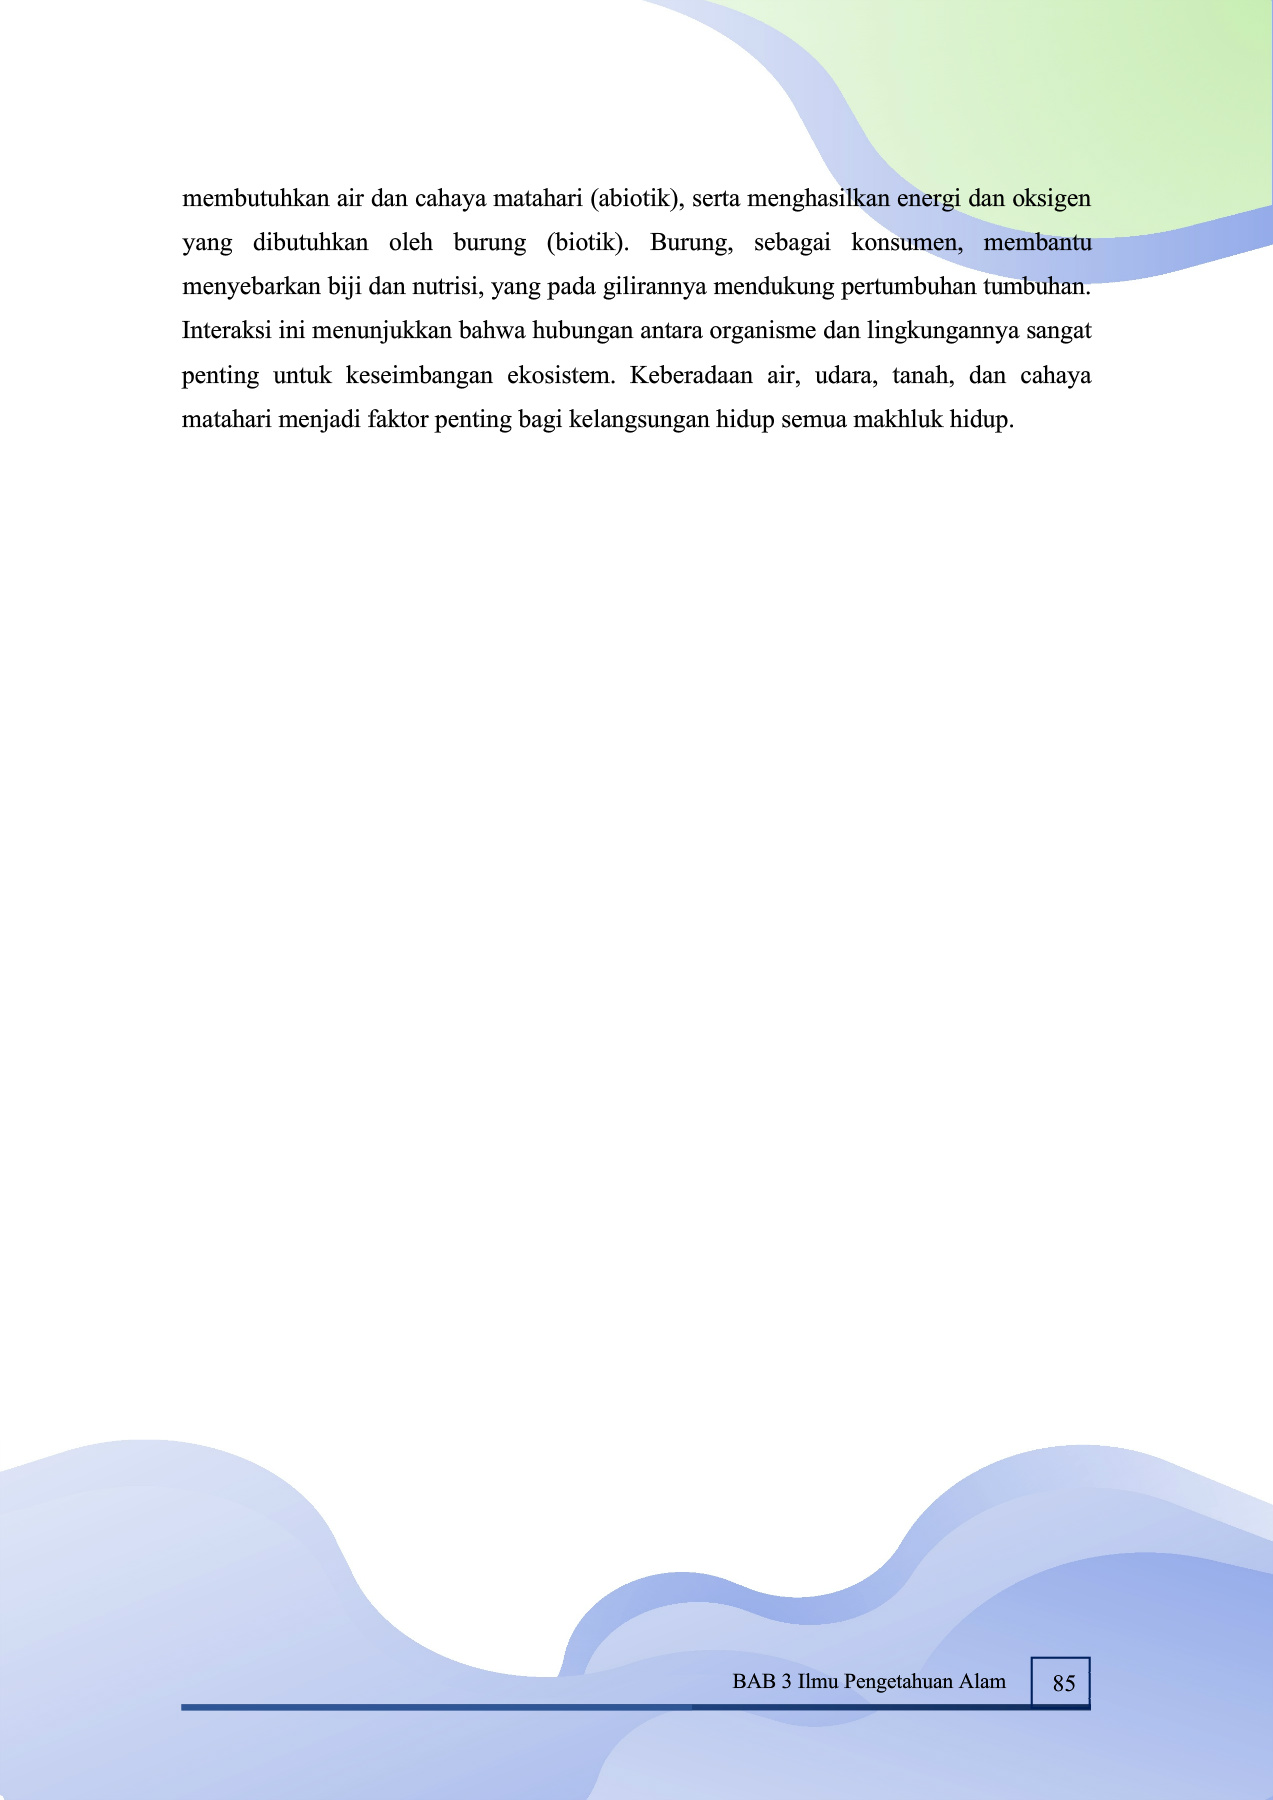 membutuhkan air dan cahaya matahari (abiotik), serta menghasilkan energi dan oksigen
yang dibutuhkan oleh burung (biotik). Burung, sebagai konsumen, membantu
menyebarkan biji dan nutrisi, yang pada gilirannya mendukung pertumbuhan tumbuhan.
Interaksi ini menunjukkan bahwa hubungan antara organisme dan lingkungannya sangat
penting untuk keseimbangan ekosistem. Keberadaan air, udara, tanah, dan cahaya
matahari menjadi faktor penting bagi kelangsungan hidup semua makhluk hidup.
BAB 3 Ilmu Pengetahuan Alam 85